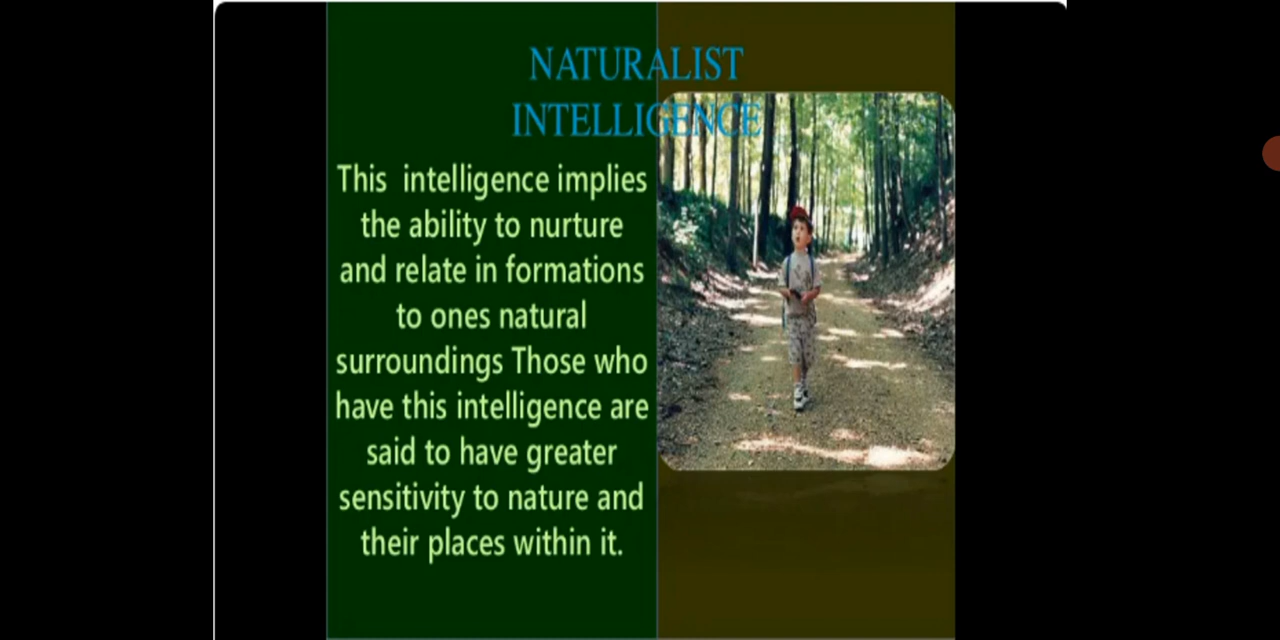 NATURALIST
INTELLIGENCE
This intelligence implies
the ability to nurture
and relate in formations
to ones natural
surroundings Those who
have this intelligence are
said to have greater
sensitivity to nature and
their places within it.